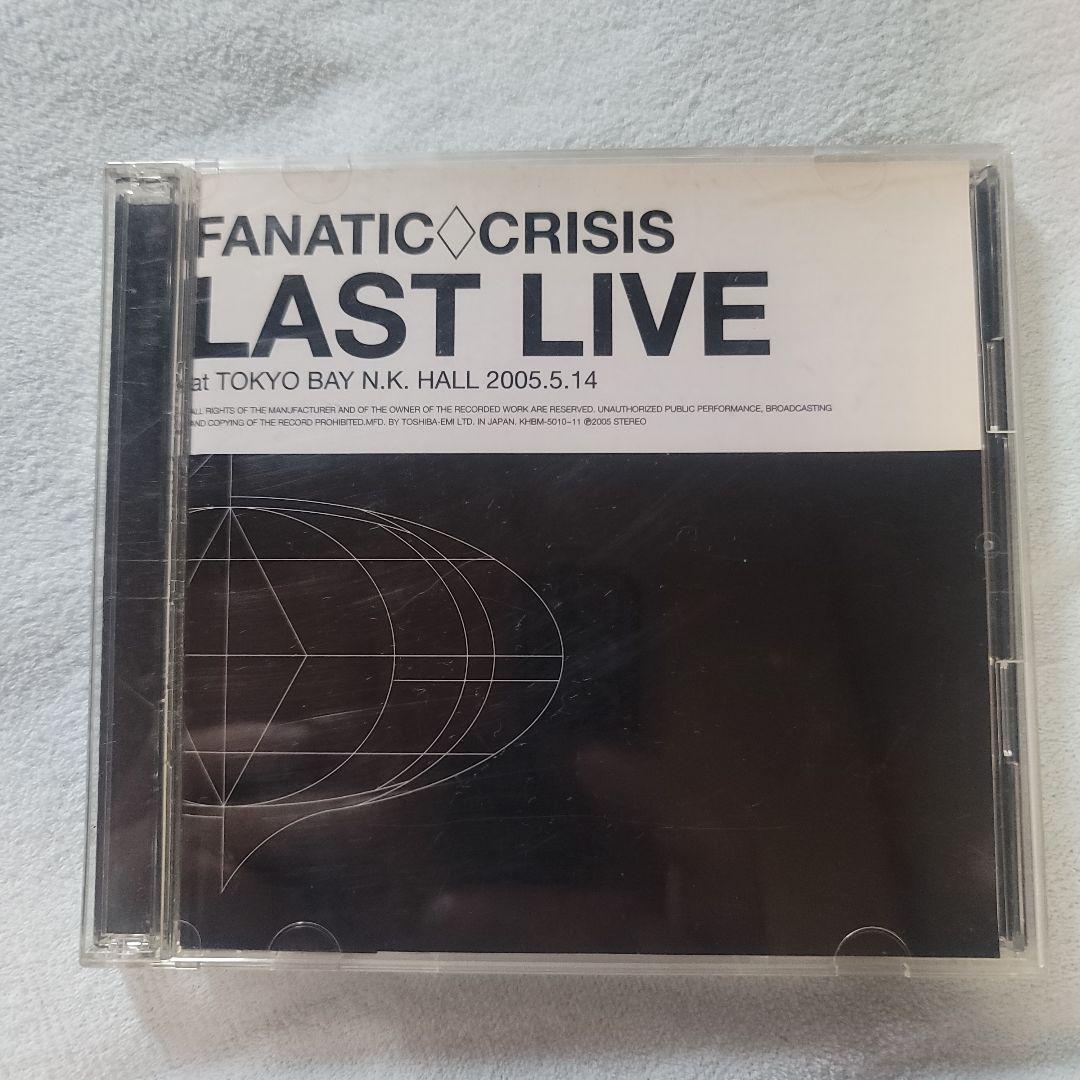 FANATIC◇CRISIS
LAST LIVE
at TOKYO BAY N.K. HALL 2005.5.14
ALL RIGHTS OF THE MANUFACTURER AND OF THE OWNER OF THE RECORDED WORK ARE RESERVED. UNAUTHORIZED PUBLIC PERFORMANCE, BROADCASTING
AND COPYING OF THE RECORD PROHIBITED.MFD. BY TOSHIBA-EMI LTD. IN JAPAN. KHBM-5010-11 ℗2005 STEREO